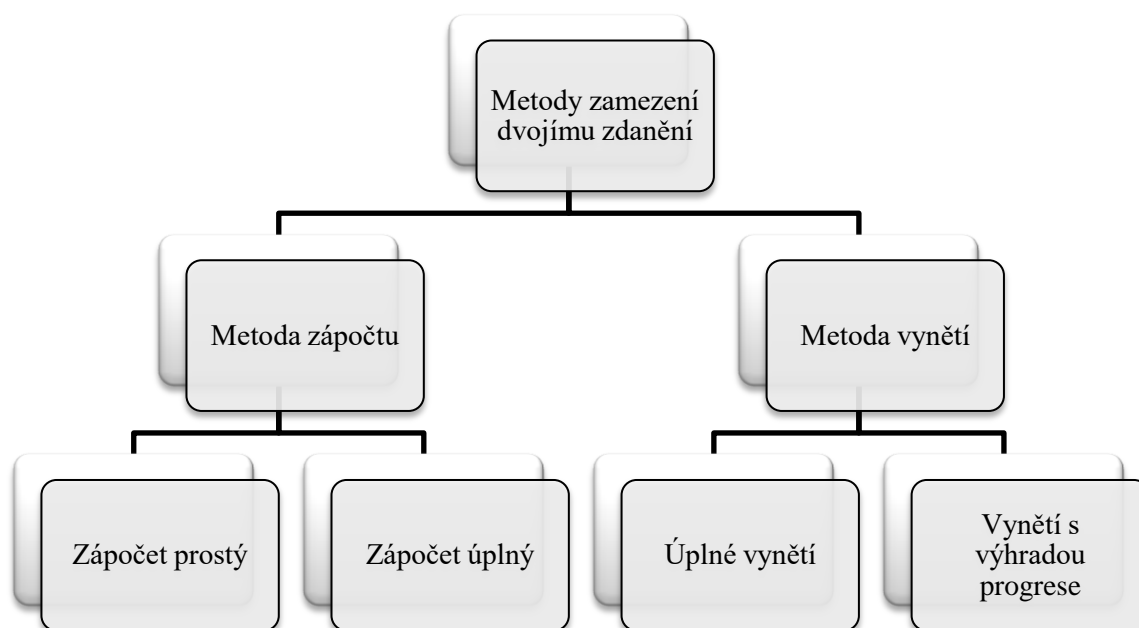 Metody zamezení
dvojímu zdanění
Metoda zápočtu
Metoda vynětí
Zápočet prostý
Zápočet úplný
Úplné vynětí
Vynětí s
výhradou
progrese